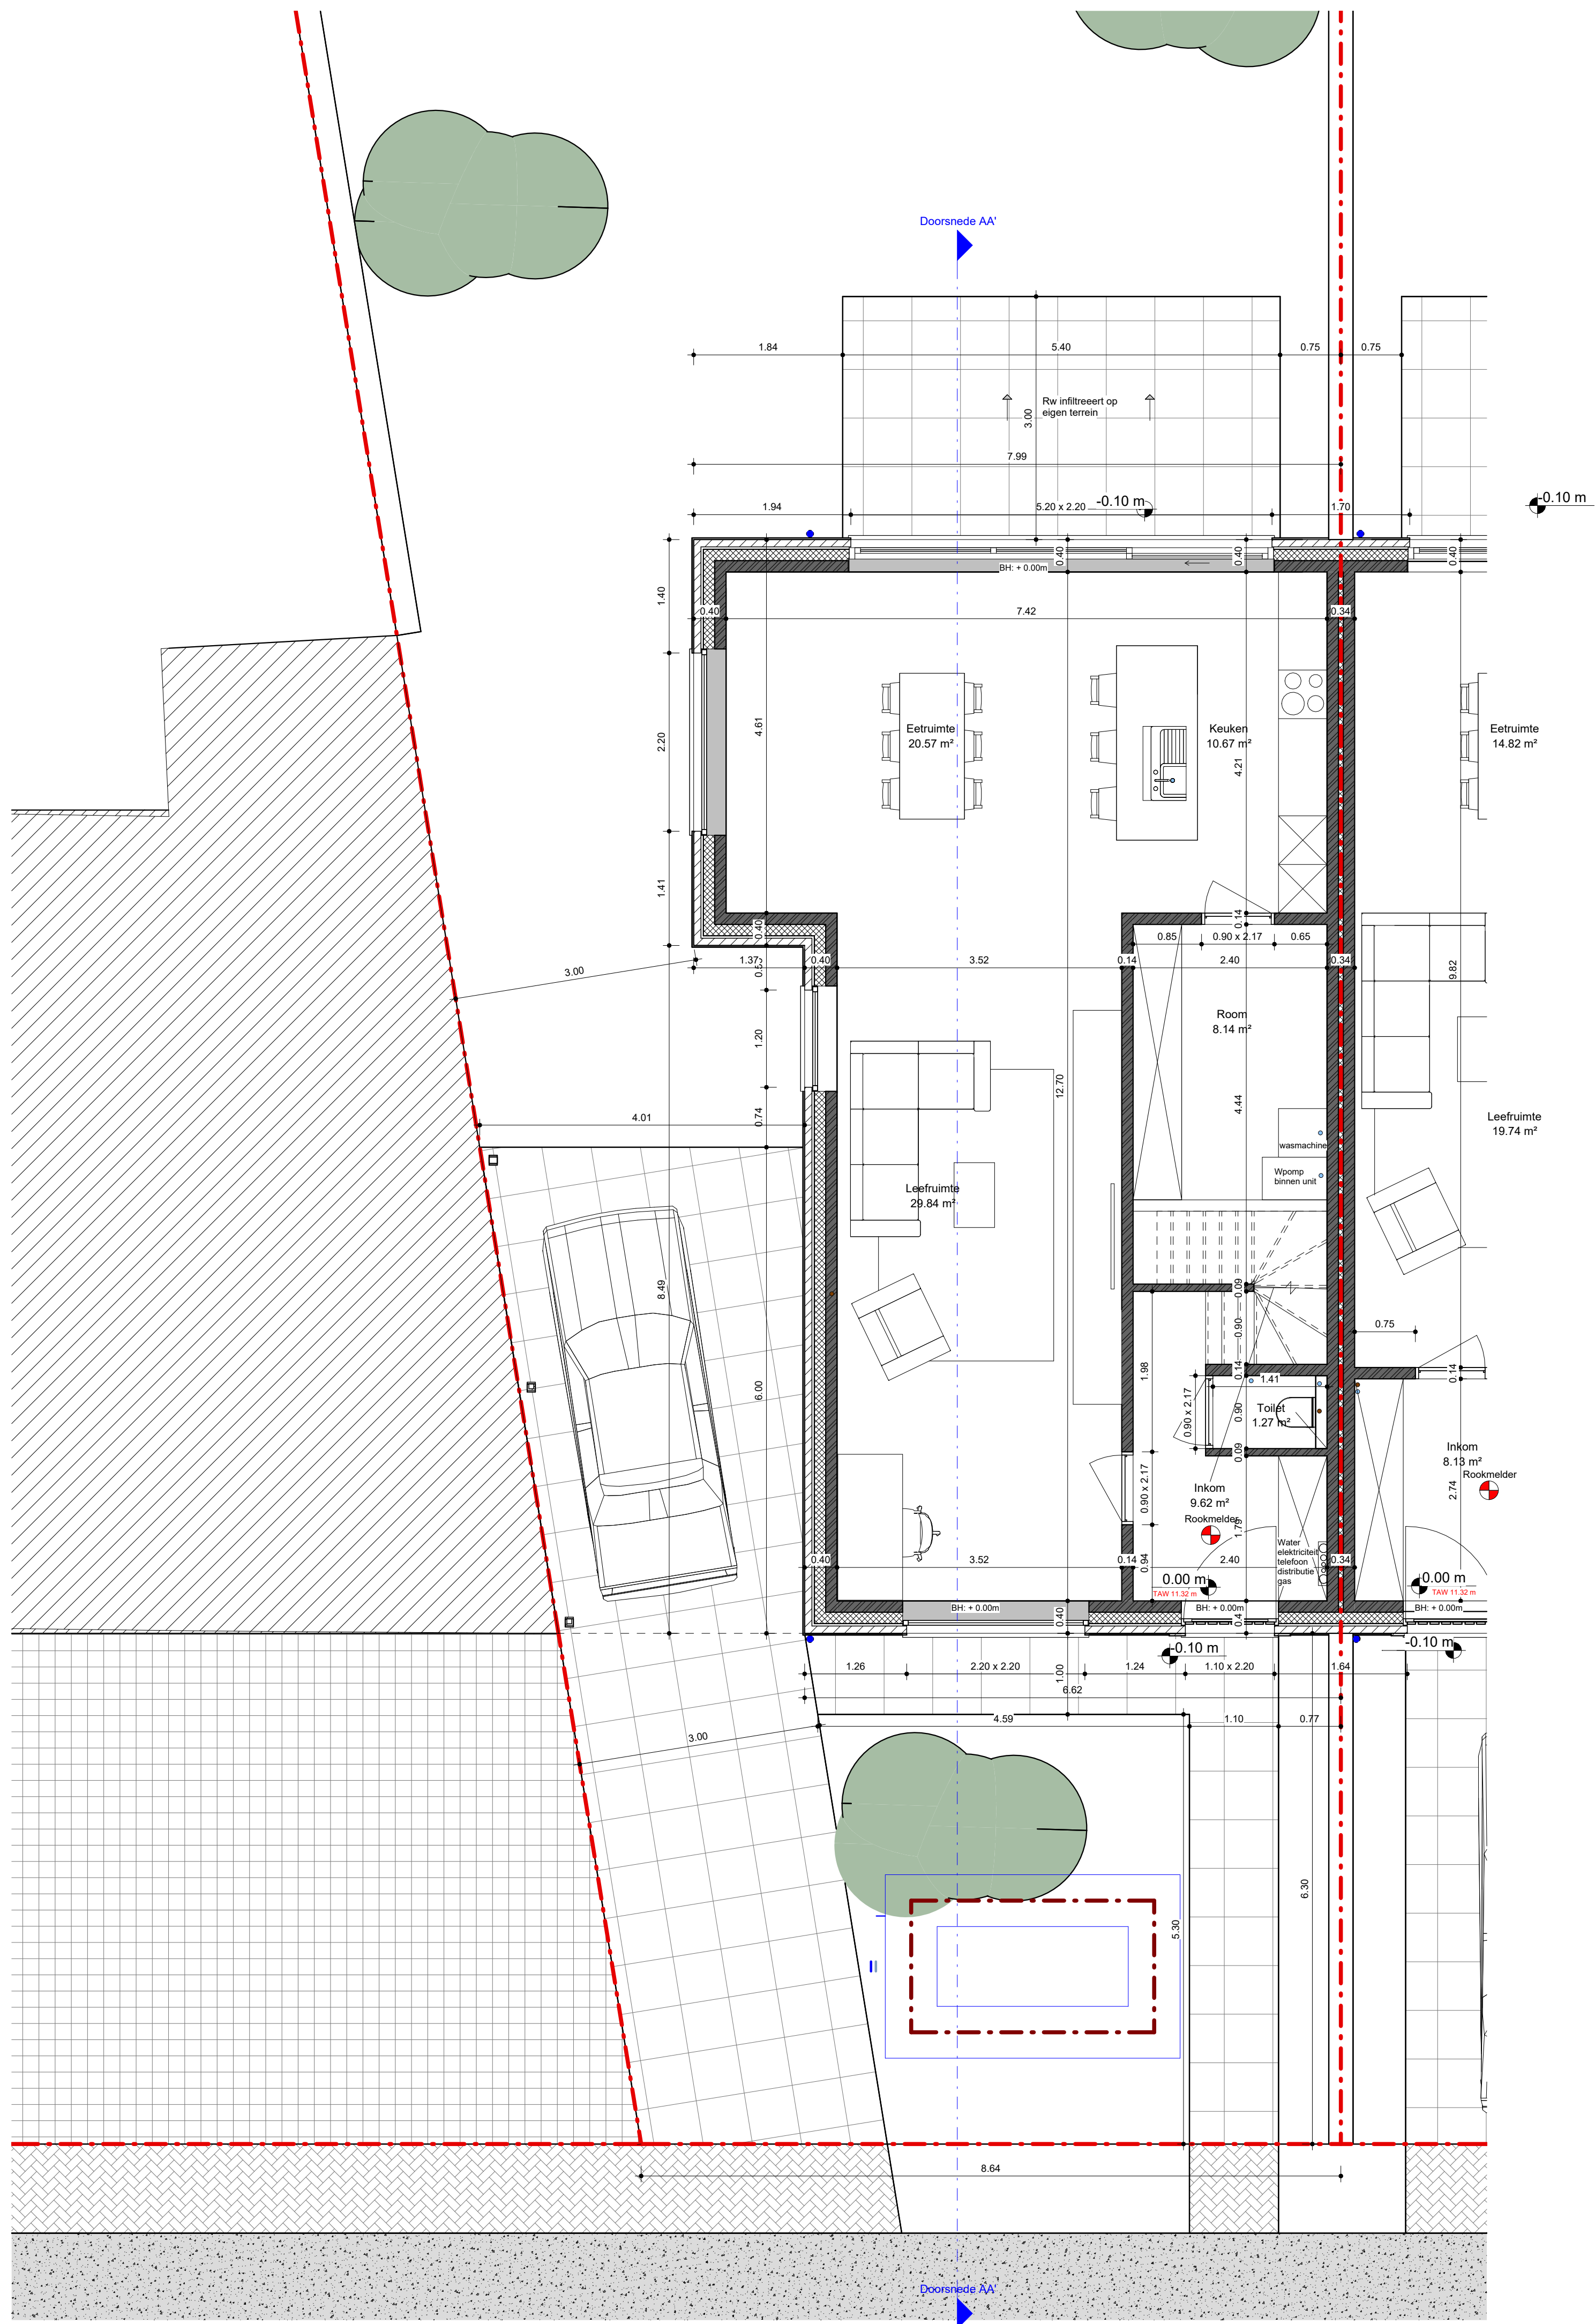 Doorsnede AA'
1.84
5.40
0.75
0.75
Rw infiltreeert op
eigen terrein
3.00
7.99
1.94
5.20 x 2.20
-0.10 m
1.70
-0.10 m
0.40
0.40
0.40
BH: + 0.00m
1.40
0.40
7.42
0.34
4.61
2.20
Eetruimte
20.57 m²
Keuken
10.67 m²
4.21
Eetruimte
14.82 m²
1.41
0.40
0.14
0.85
0.90 x 2.17
0.65
3.00
1.37
0.40
3.52
0.14
2.40
0.34
9.82
Room
8.14 m²
1.20
12.70
4.44
4.01
0.74
wasmachine
Leefruimte
19.74 m²
Wpomp
binnen unit
Leefruimte
29.84 m²
8.49
0.09
0.90
0.75
1.98
0.14
0.14
6.00
1.41
0.90 x 2.17
0.90
Toilet
1.27 m²
0.09
Inkom
8.13 m²
Rookmelder
2.74
0.90 x 2.17
Inkom
9.62 m²
Rookmelder
1.79
Water
elektriciteit
telefoon
distributie
gas
0.40
3.52
0.14
0.94
2.40
0.34
0.00 m
TAW 11.32 m
0.00 m
TAW 11.32 m
BH: + 0.00m
BH: + 0.00m
BH: + 0.00m
0.40
0.4
-0.10 m
-0.10 m
1.26
2.20 x 2.20
1.00
1.24
1.10 x 2.20
1.64
6.62
4.59
1.10
0.77
3.00
6.30
5.30
8.64
Doorsnede AA'